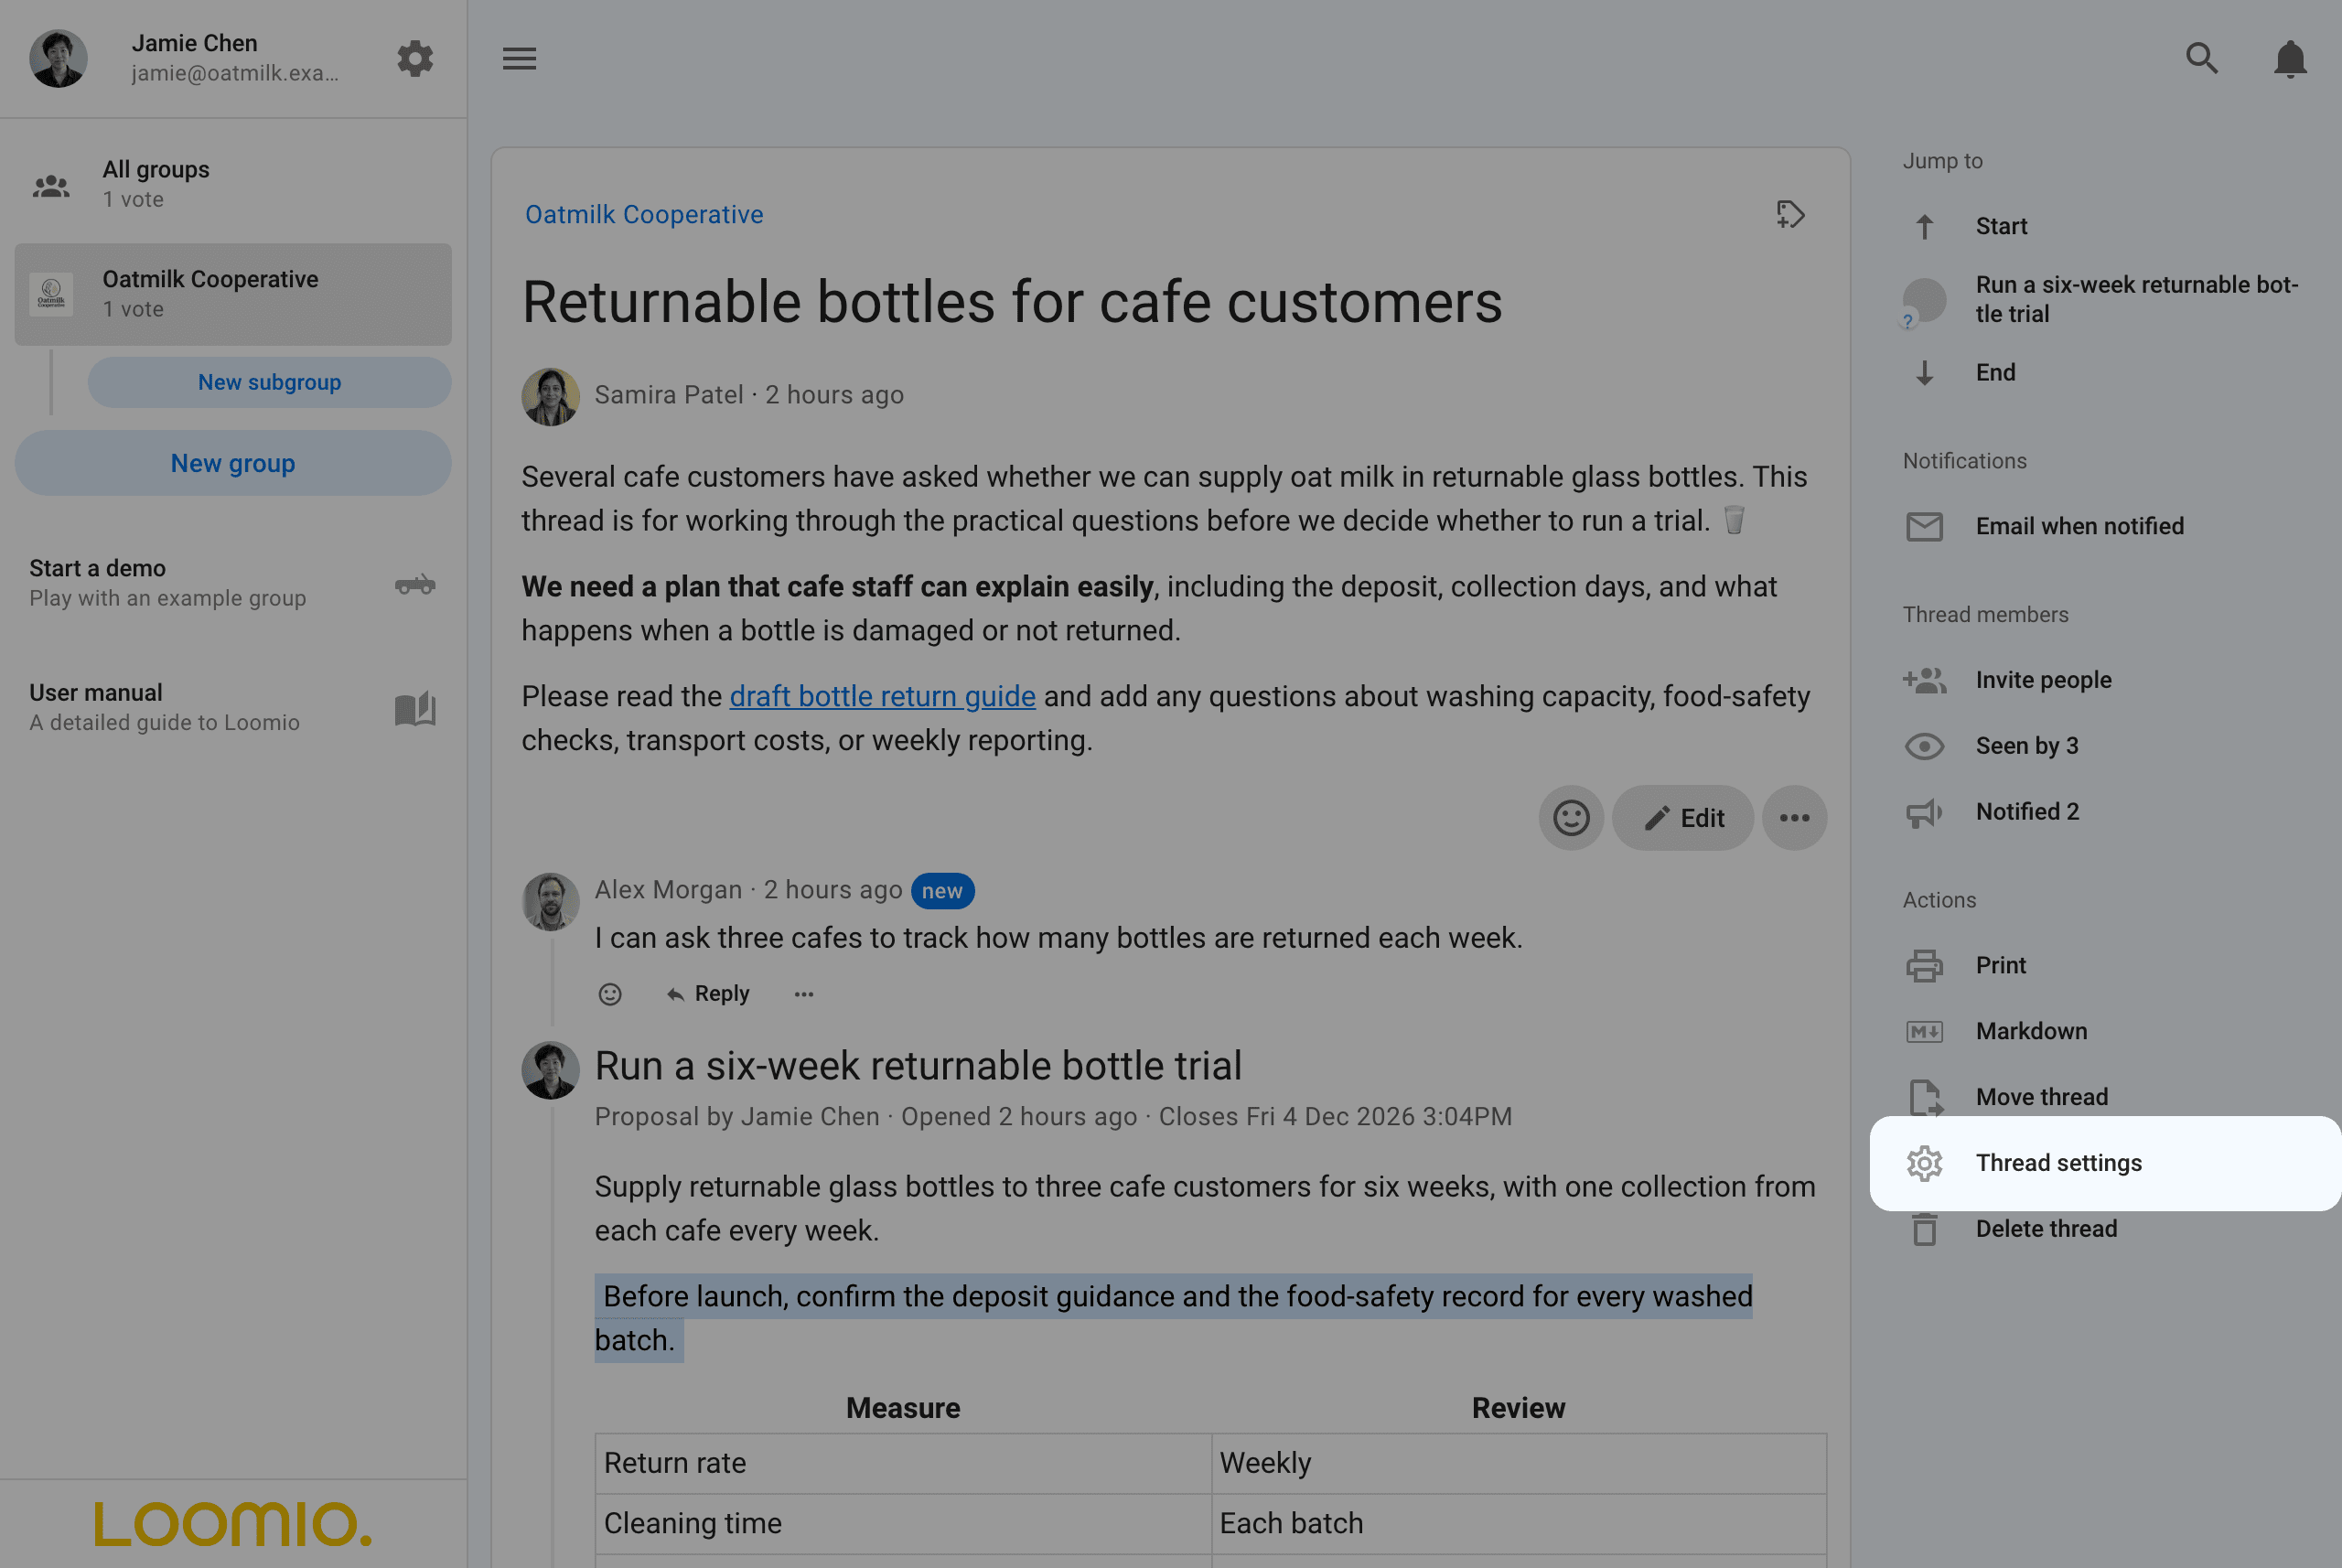 Jamie Chen
jamie@oatmilk.exa...
All groups
1 vote
Oatmilk Cooperative
1 vote
New subgroup
New group
Start a demo
Play with an example group
User manual
A detailed guide to Loomio
LOOMIO.
Oatmilk Cooperative
Returnable bottles for cafe customers
Samira Patel · 2 hours ago
Several cafe customers have asked whether we can supply oat milk in returnable glass bottles. This
thread is for working through the practical questions before we decide whether to run a trial.
We need a plan that cafe staff can explain easily, including the deposit, collection days, and what
happens when a bottle is damaged or not returned.
Please read the draft bottle return guide and add any questions about washing capacity, food-safety
checks, transport costs, or weekly reporting.
Edit
Alex Morgan · 2 hours ago new
I can ask three cafes to track how many bottles are returned each week.
Reply
Run a six-week returnable bottle trial
Proposal by Jamie Chen · Opened 2 hours ago · Closes Fri 4 Dec 2026 3:04PM
Supply returnable glass bottles to three cafe customers for six weeks, with one collection from
each cafe every week.
Before launch, confirm the deposit guidance and the food-safety record for every washed
batch.
Measure Review
Return rate Weekly
Cleaning time Each batch
Jump to
Start
Run a six-week returnable bot-
tle trial
?
End
Notifications
Email when notified
Thread members
Invite people
Seen by 3
Notified 2
Actions
Print
M Markdown
Move thread
Thread settings
Delete thread